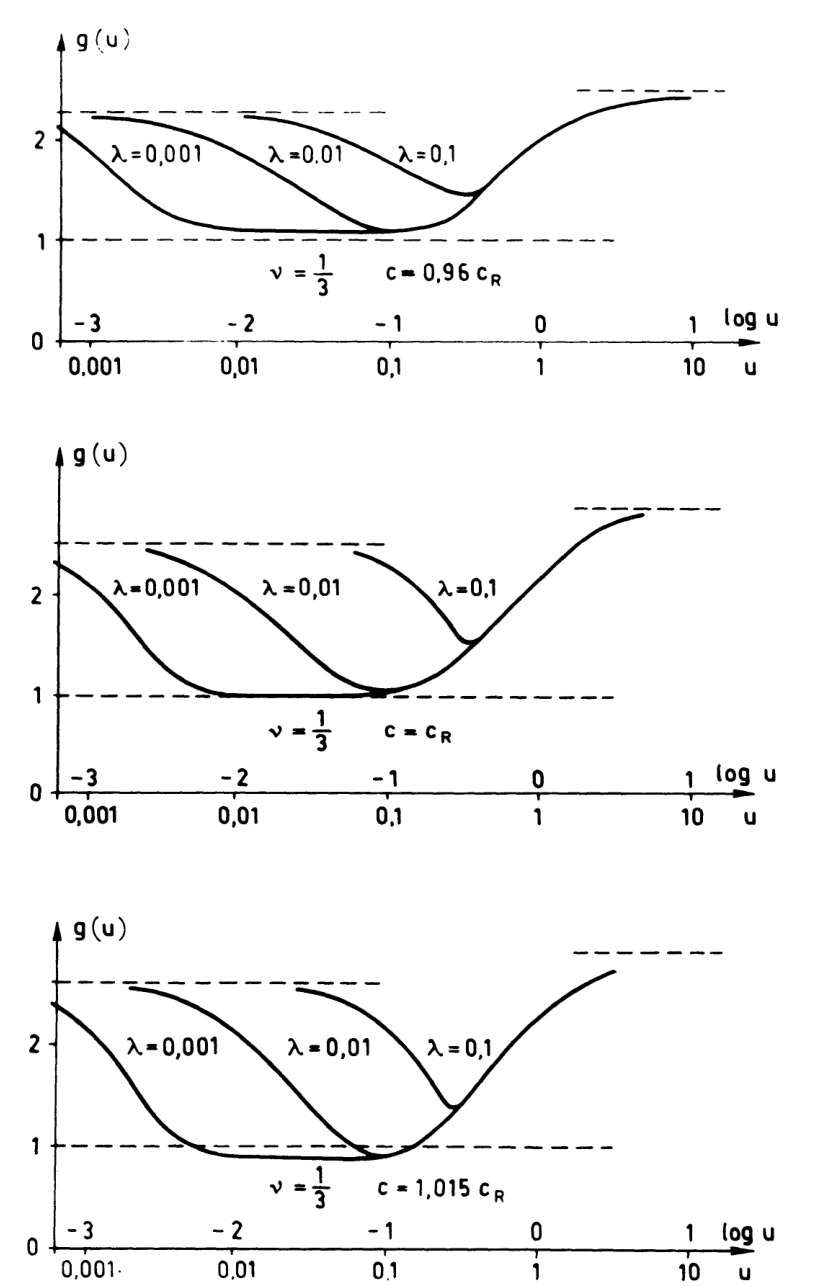 g(u)
2
λ=0,001 λ=0,01 λ=0,1
1
ν = 1/3 c= 0,96 cR
-3 -2 -1 0 1 log u
0
0,001 0,01 0,1 1 10 u
g(u)
2
λ=0,001 λ=0,01 λ=0,1
1
ν = 1/3 c = cR
-3 -2 -1 0 1 log u
0
0,001 0,01 0,1 1 10 u
g(u)
2
λ=0,001 λ=0,01 λ=0,1
1
ν = 1/3 c = 1,015 cR
-3 -2 -1 0 1 log u
0
0,001 0,01 0,1 1 10 u